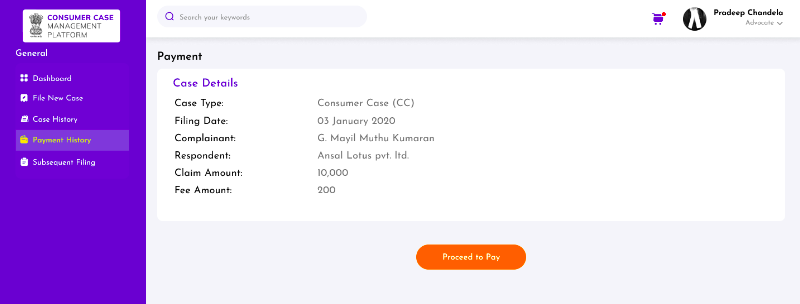 CONSUMER CASE
MANAGEMENT
PLATFORM
General
Dashboard
File New Case
Case History
Payment History
Subsequent Filing
Search your keywords
Pradeep Chandela
Advocate
Payment
Case Details
Case Type: Consumer Case (CC)
Filing Date: 03 January 2020
Complainant: G. Mayil Muthu Kumaran
Respondent: Ansal Lotus pvt. ltd.
Claim Amount: 10,000
Fee Amount: 200
Proceed to Pay